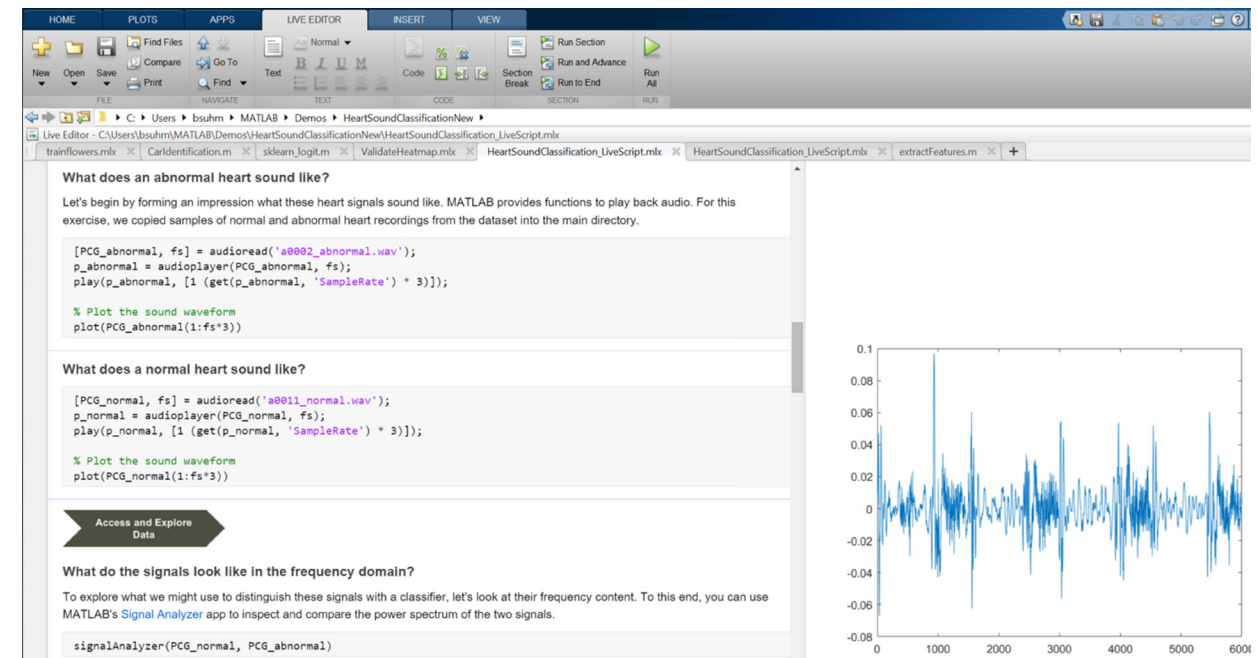 HOME PLOTS APPS LIVE EDITOR INSERT VIEW
New Open Save Find Files Compare Print
Go To Find
Text Normal B I U M
Code
Section Break Run Section Run and Advance Run to End
Run All
FILE NAVIGATE TEXT CODE SECTION RUN
C: Users bsuhm MATLAB Demos HeartSoundClassificationNew
Live Editor - C:\Users\bsuhm\MATLAB\Demos\HeartSoundClassificationNew\HeartSoundClassification_LiveScript.mlx
trainflowers.mlx CarIdentification.m sklearn_logit.m ValidateHeatmap.mlx HeartSoundClassification_LiveScript.mlx HeartSoundClassification_LiveScript.mlx extractFeatures.m
What does an abnormal heart sound like?
Let's begin by forming an impression what these heart signals sound like. MATLAB provides functions to play back audio. For this
exercise, we copied samples of normal and abnormal heart recordings from the dataset into the main directory.
[PCG_abnormal, fs] = audioread('a0002_abnormal.wav');
p_abnormal = audioplayer(PCG_abnormal, fs);
play(p_abnormal, [1 (get(p_abnormal, 'SampleRate') * 3)]);
% Plot the sound waveform
plot(PCG_abnormal(1:fs*3))
What does a normal heart sound like?
[PCG_normal, fs] = audioread('a0011_normal.wav');
p_normal = audioplayer(PCG_normal, fs);
play(p_normal, [1 (get(p_normal, 'SampleRate') * 3)]);
% Plot the sound waveform
plot(PCG_normal(1:fs*3))
Access and Explore
Data
What do the signals look like in the frequency domain?
To explore what we might use to distinguish these signals with a classifier, let's look at their frequency content. To this end, you can use
MATLAB's Signal Analyzer app to inspect and compare the power spectrum of the two signals.
signalAnalyzer(PCG_normal, PCG_abnormal)
0.1
0.08
0.06
0.04
0.02
0
-0.02
-0.04
-0.06
-0.08
0 1000 2000 3000 4000 5000 6000